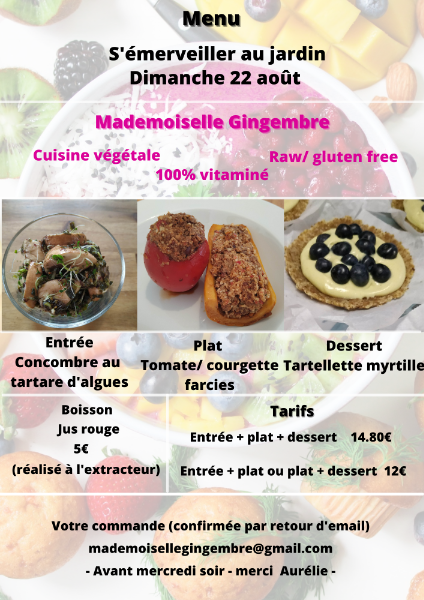 Menu
S'émerveiller au jardin
Dimanche 22 août
Mademoiselle Gingembre
Cuisine végétale
Raw/ gluten free
100% vitaminé
Entrée
Concombre au
tartare d'algues
Plat
Tomate/ courgette
farcies
Dessert
Tartellette myrtille
Boisson
Jus rouge
5€
(réalisé à l'extracteur)
Tarifs
Entrée + plat + dessert 14.80€
Entrée + plat ou plat + dessert 12€
Votre commande (confirmée par retour d'email)
mademoisellegingembre@gmail.com
- Avant mercredi soir - merci Aurélie -